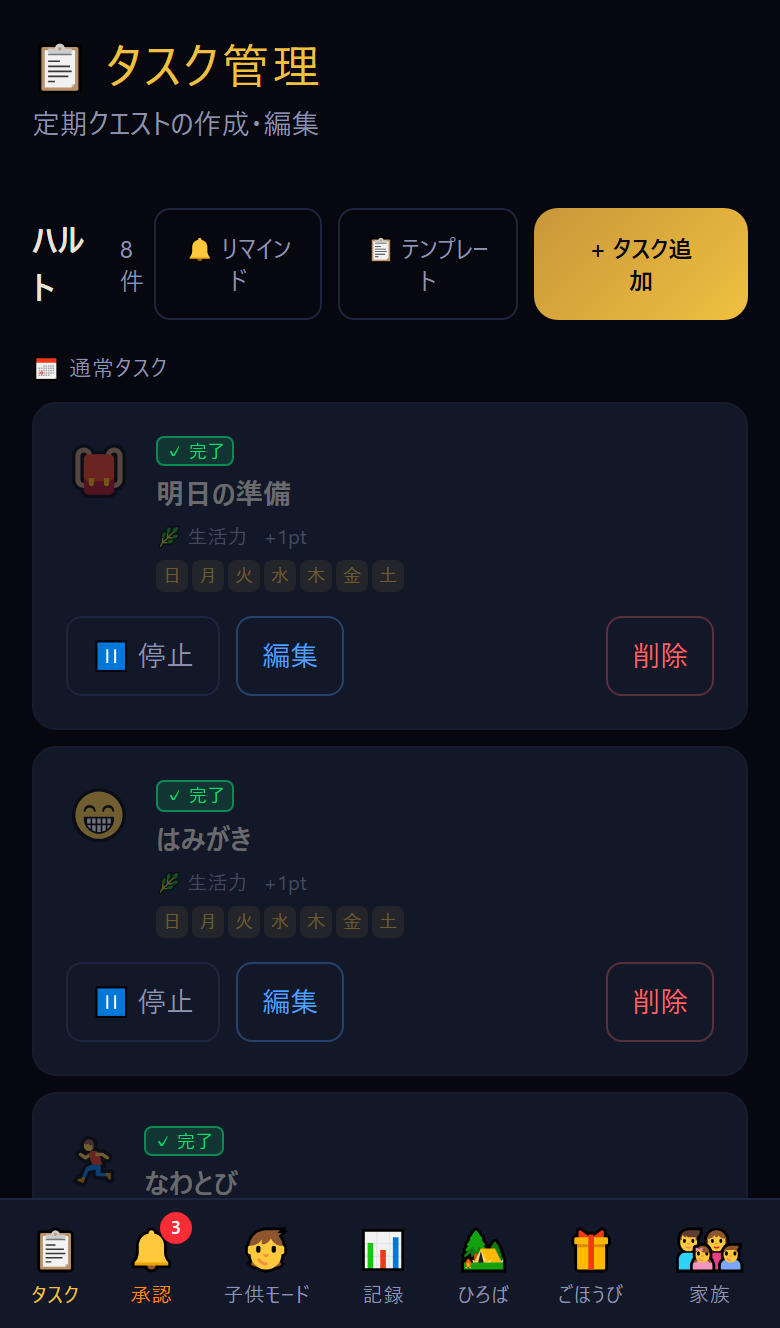 タスク管理
定期クエストの作成・編集
ハル
ト
8
件
リマイン
ド
テンプレー
ト
+ タスク追
加
通常タスク
✓ 完了
明日の準備
生活力 +1pt
日 月 火 水 木 金 土
停止 編集 削除
✓ 完了
はみがき
生活力 +1pt
日 月 火 水 木 金 土
停止 編集 削除
✓ 完了
なわとび
3
タスク 承認 子供モード 記録 ひろば ごほうび 家族